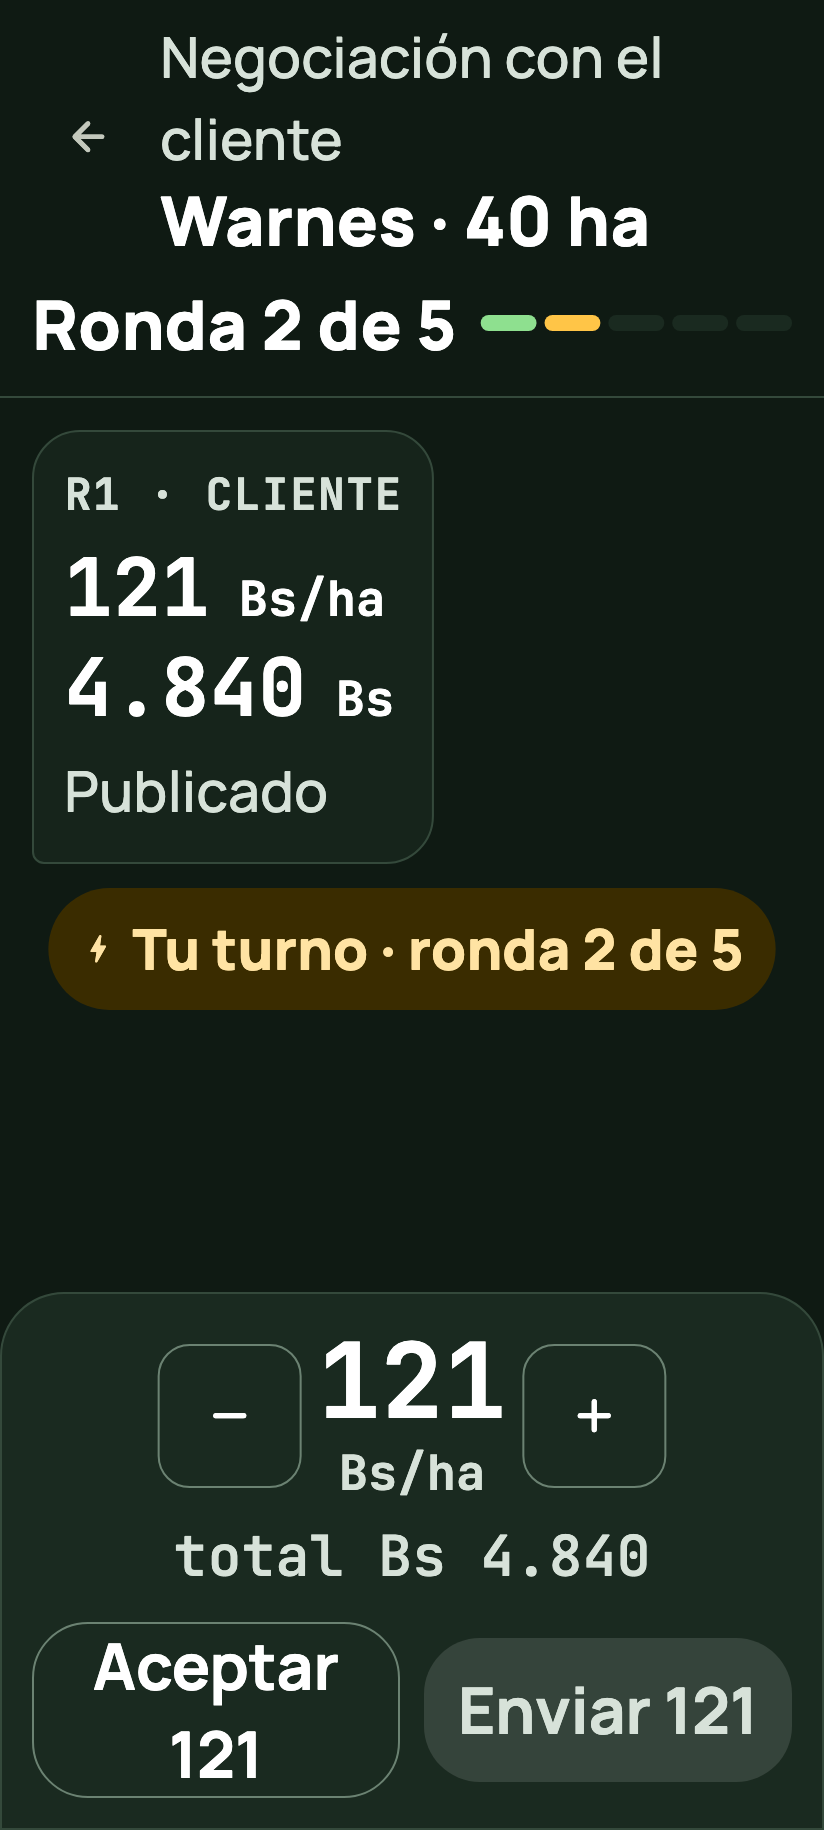 Negociación con el
cliente
Warnes · 40 ha
Ronda 2 de 5
R1 · CLIENTE
121 Bs/ha
4.840 Bs
Publicado
Tu turno · ronda 2 de 5
−
121
+
Bs/ha
total Bs 4.840
Aceptar
121
Enviar 121